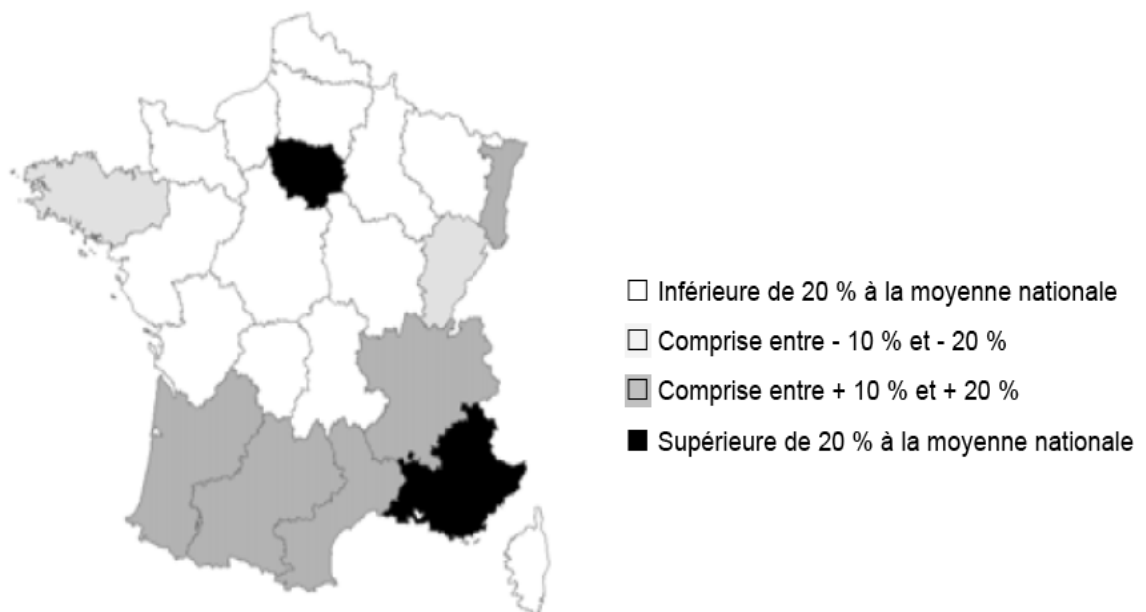 Inférieure de 20 % à la moyenne nationale
Comprise entre - 10 % et - 20 %
Comprise entre + 10 % et + 20 %
Supérieure de 20 % à la moyenne nationale